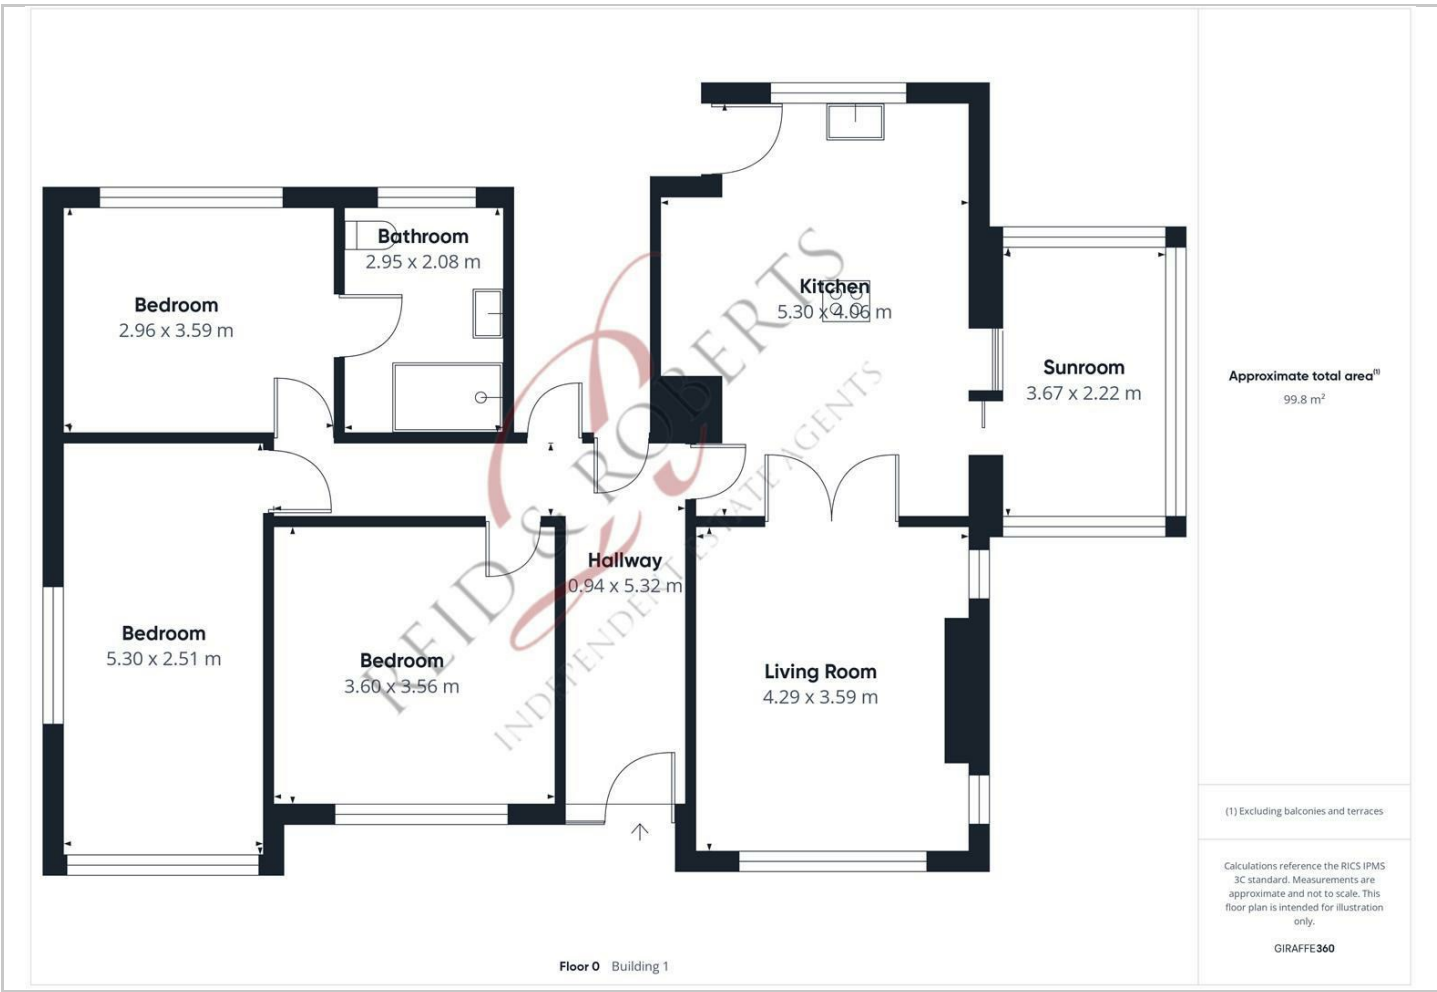 Bathroom
2.95 x 2.08 m
Bedroom
2.96 x 3.59 m
Kitchen
5.30 x 4.06 m
Sunroom
3.67 x 2.22 m
Hallway
0.94 x 5.32 m
Bedroom
5.30 x 2.51 m
Bedroom
3.60 x 3.56 m
Living Room
4.29 x 3.59 m
REID & ROBERTS
INDEPENDENT ESTATE AGENTS
Floor 0 Building 1
Approximate total area(1)
99.8 m²
(1) Excluding balconies and terraces
Calculations reference the RICS IPMS
3C standard. Measurements are
approximate and not to scale. This
floor plan is intended for illustration
only.
GIRAFFE360